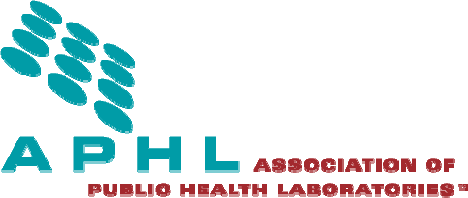 APHL ASSOCIATION OF
PUBLIC HEALTH LABORATORIES